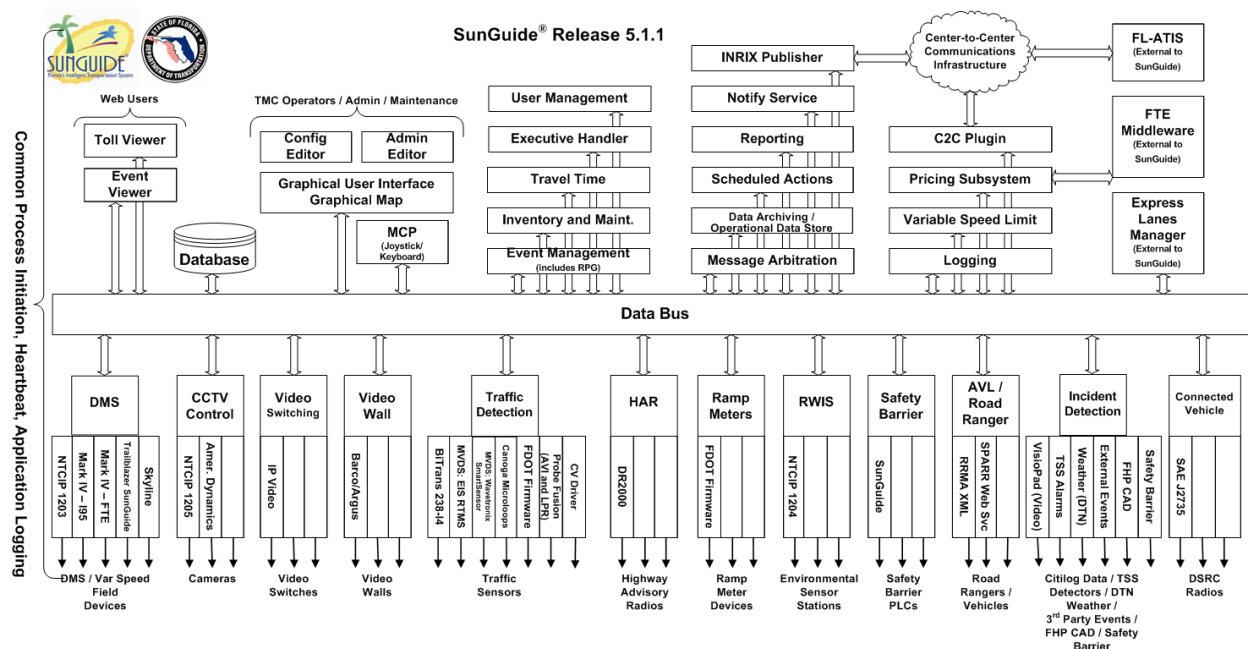 SunGuide® Release 5.1.1
SUNGUIDE
Florida's Intelligent Transportation System
STATE OF FLORIDA
DEPARTMENT OF TRANSPORTATION
Common Process Initiation, Heartbeat, Application Logging
Web Users
Toll Viewer
Event
Viewer
TMC Operators / Admin / Maintenance
Config
Editor
Admin
Editor
Graphical User Interface
Graphical Map
MCP
(Joystick/
Keyboard)
Database
User Management
Executive Handler
Travel Time
Inventory and Maint.
Event Management
(includes RPG)
INRIX Publisher
Notify Service
Reporting
Scheduled Actions
Data Archiving /
Operational Data Store
Message Arbitration
Center-to-Center
Communications
Infrastructure
C2C Plugin
Pricing Subsystem
Variable Speed Limit
Logging
FL-ATIS
(External to
SunGuide)
FTE
Middleware
(External to
SunGuide)
Express
Lanes
Manager
(External to
SunGuide)
Data Bus
DMS
NTCIP 1203
Mark IV – I95
Mark IV – FTE
Trailblazer SunGuide
Skyline
DMS / Var Speed
Field
Devices
CCTV
Control
NTCIP 1205
Amer. Dynamics
Cameras
Video
Switching
IP Video
Video
Switches
Video
Wall
Barco/Argus
Video
Walls
Traffic
Detection
BiTrans 238-I4
MVDS: EIS RTMS
MVDS: Wavetronix
SmartSensor
Canoga Microloops
FDOT Firmware
Probe Fusion
(AVI and LPR)
CV Driver
Traffic
Sensors
HAR
DR2000
Highway
Advisory
Radios
Ramp
Meters
FDOT Firmware
Ramp
Meter
Devices
RWIS
NTCIP 1204
Environmental
Sensor
Stations
Safety
Barrier
SunGuide
Safety
Barrier
PLCs
AVL /
Road
Ranger
RRMA XML
SPARR Web Svc
Road
Rangers /
Vehicles
Incident
Detection
VisioPad (Video)
TSS Alarms
Weather (DTN)
External Events
FHP CAD
Safety Barrier
Citilog Data / TSS
Detectors / DTN
Weather /
3rd Party Events /
FHP CAD / Safety
Barrier
Connected
Vehicle
SAE J2735
DSRC
Radios